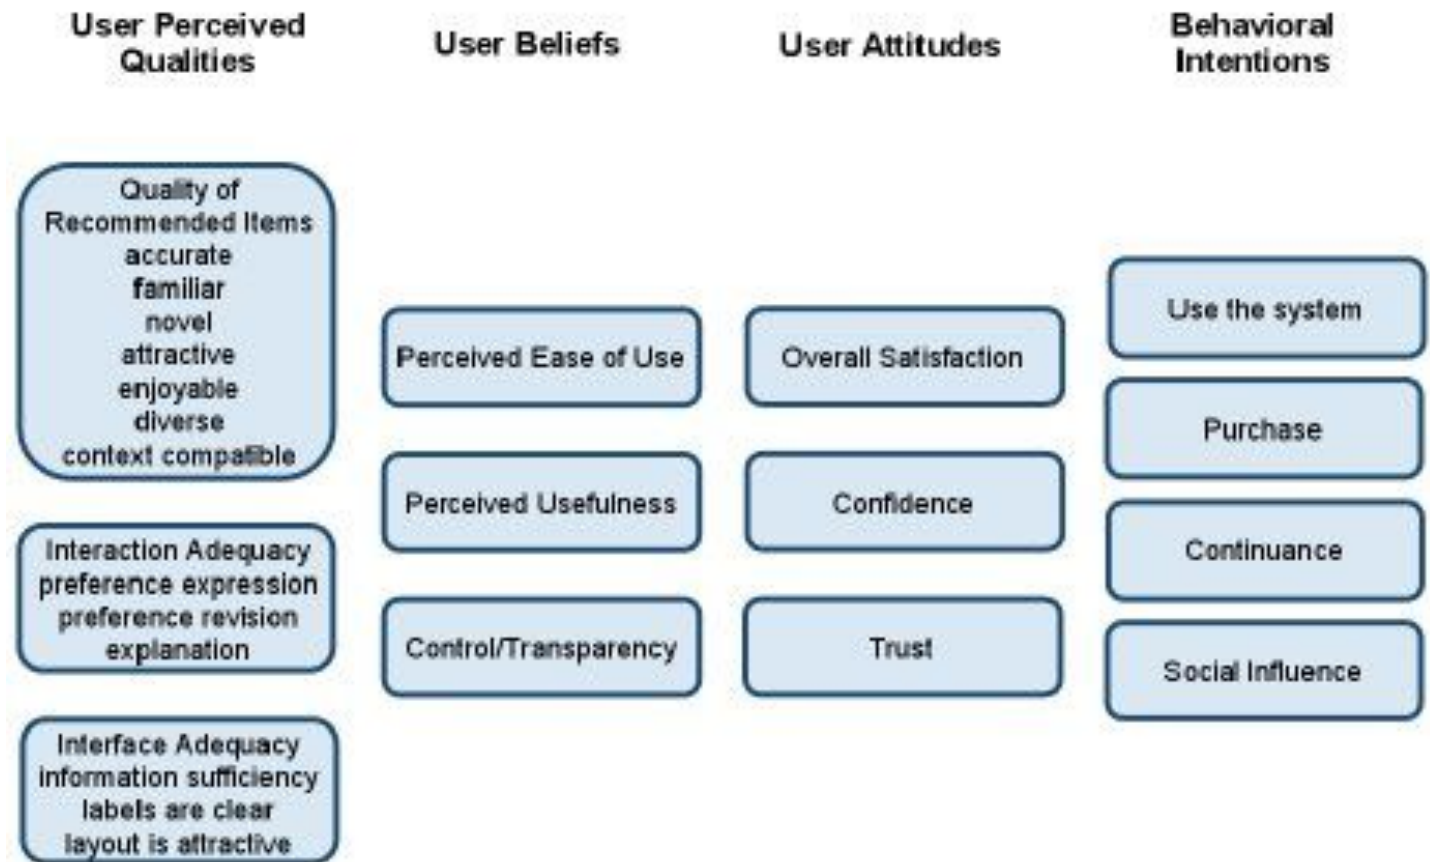 User Perceived
Qualities
User Beliefs
User Attitudes
Behavioral
Intentions
Quality of
Recommended Items
accurate
familiar
novel
attractive
enjoyable
diverse
context compatible
Interaction Adequacy
preference expression
preference revision
explanation
Interface Adequacy
information sufficiency
labels are clear
layout is attractive
Perceived Ease of Use
Perceived Usefulness
Control/Transparency
Overall Satisfaction
Confidence
Trust
Use the system
Purchase
Continuance
Social Influence